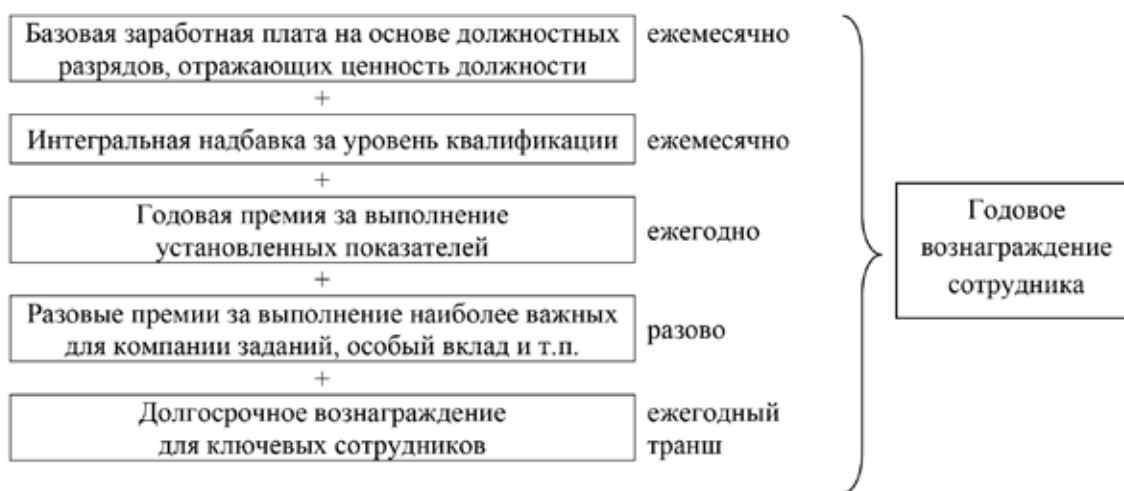 Базовая заработная плата на основе должностных
разрядов, отражающих ценность должности
ежемесячно
+
Интегральная надбавка за уровень квалификации
ежемесячно
+
Годовая премия за выполнение
установленных показателей
ежегодно
+
Разовые премии за выполнение наиболее важных
для компании заданий, особый вклад и т.п.
разово
+
Долгосрочное вознаграждение
для ключевых сотрудников
ежегодный
транш
Годовое
вознаграждение
сотрудника